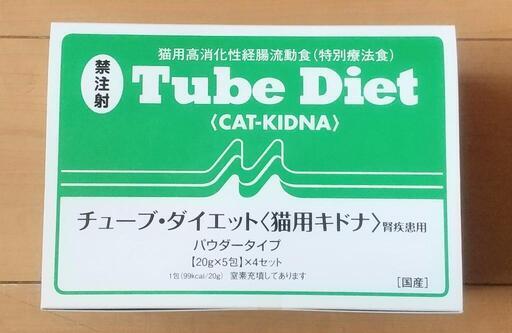 猫用高消化性経腸流動食(特別療法食)
禁注射
Tube Diet
〈CAT-KIDNA〉
チューブ・ダイエット〈猫用キドナ〉腎疾患用
パウダータイプ
【20g×5包】×4セット
1包(99kcal/20g) 窒素充填してあります
[国産]